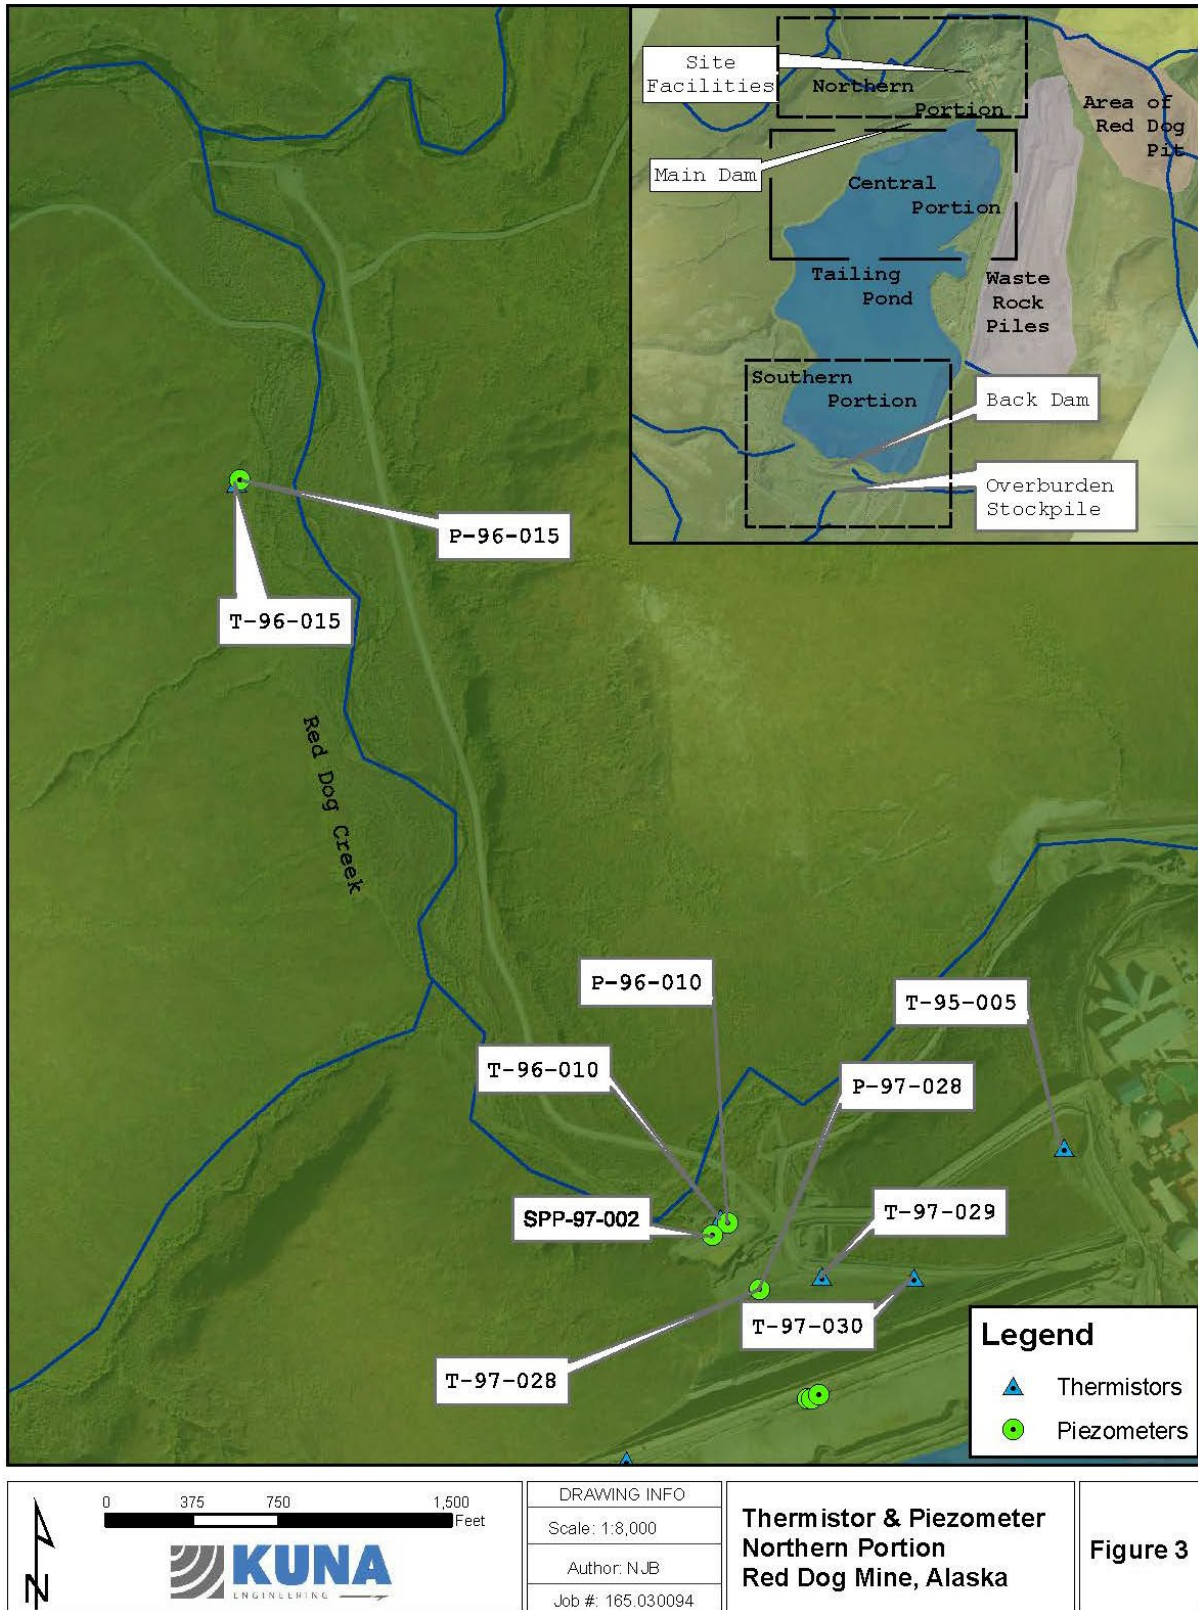 Site
Facilities
Northern
Portion
Area of
Red Dog
Pit
Main Dam
Central
Portion
Tailing
Pond
Waste
Rock
Piles
Southern
Portion
Back Dam
Overburden
Stockpile
P-96-015
T-96-015
Red Dog Creek
P-96-010
T-95-005
T-96-010
P-97-028
SPP-97-002
T-97-029
T-97-030
T-97-028
Legend
Thermistors
Piezometers
N
0 375 750 1,500
Feet
KUNA
ENGINEERING
DRAWING INFO
Scale: 1:8,000
Author: NJB
Job #: 165.030094
Thermistor & Piezometer
Northern Portion
Red Dog Mine, Alaska
Figure 3